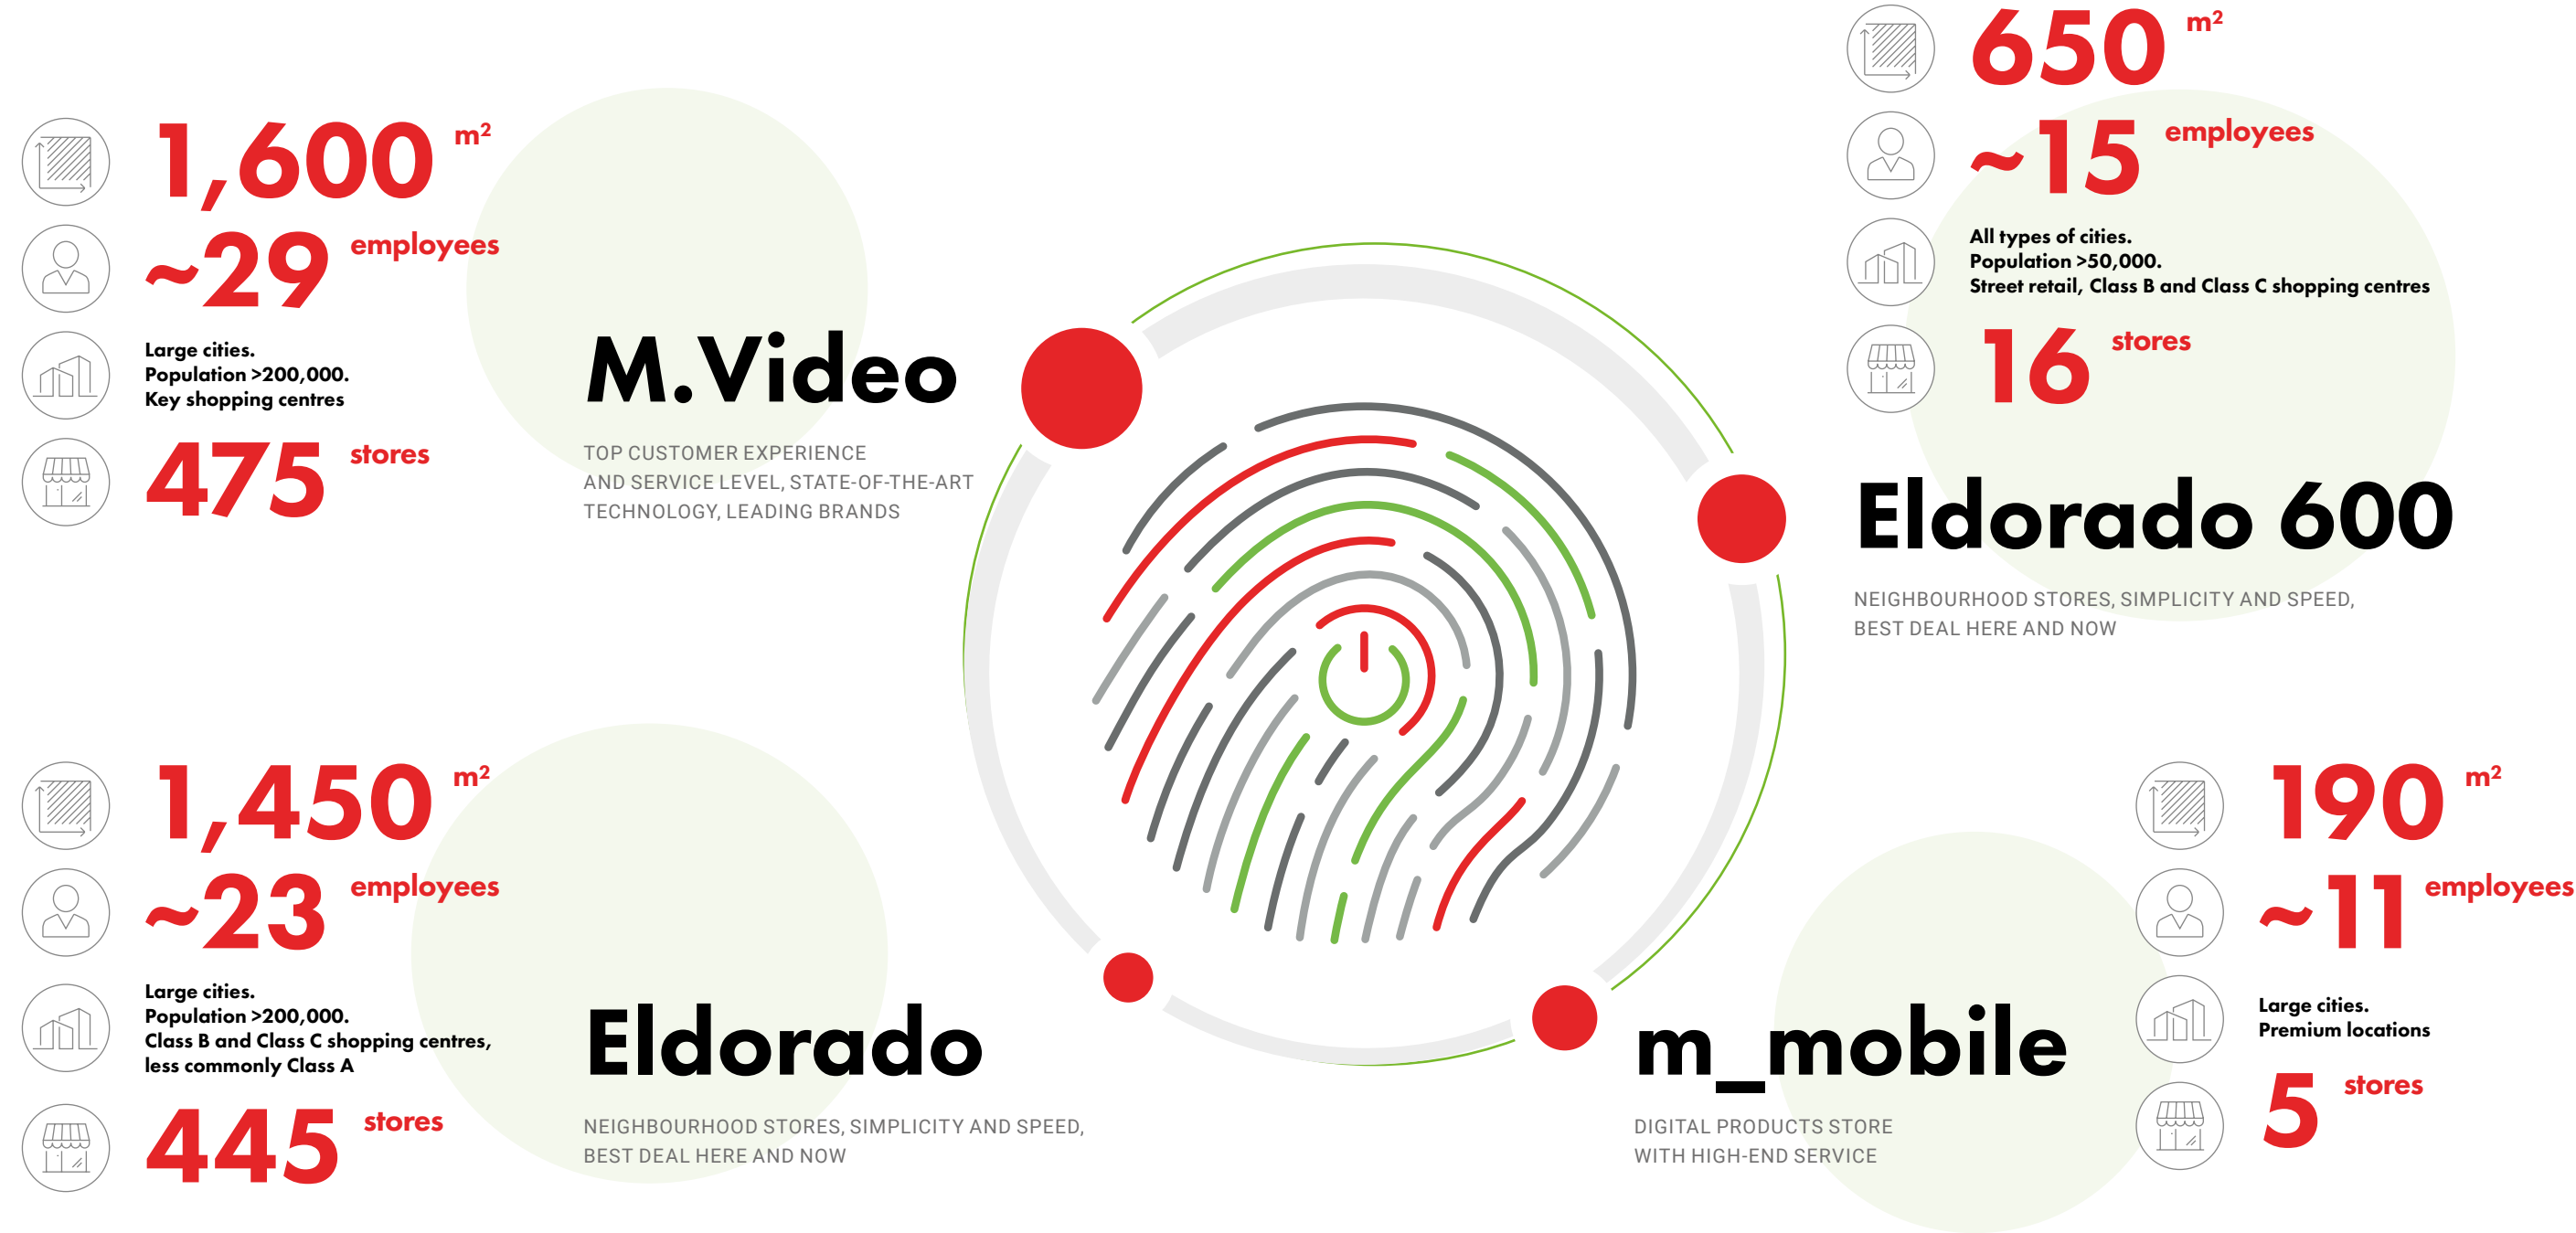 1,600 m²
~29 employees
Large cities.
Population >200,000.
Key shopping centres
475 stores
M.Video
TOP CUSTOMER EXPERIENCE
AND SERVICE LEVEL, STATE-OF-THE-ART
TECHNOLOGY, LEADING BRANDS
650 m²
~15 employees
All types of cities.
Population >50,000.
Street retail, Class B and Class C shopping centres
16 stores
Eldorado 600
NEIGHBOURHOOD STORES, SIMPLICITY AND SPEED,
BEST DEAL HERE AND NOW
1,450 m²
~23 employees
Large cities.
Population >200,000.
Class B and Class C shopping centres,
less commonly Class A
445 stores
Eldorado
NEIGHBOURHOOD STORES, SIMPLICITY AND SPEED,
BEST DEAL HERE AND NOW
m_mobile
DIGITAL PRODUCTS STORE
WITH HIGH-END SERVICE
190 m²
~11 employees
Large cities.
Premium locations
5 stores